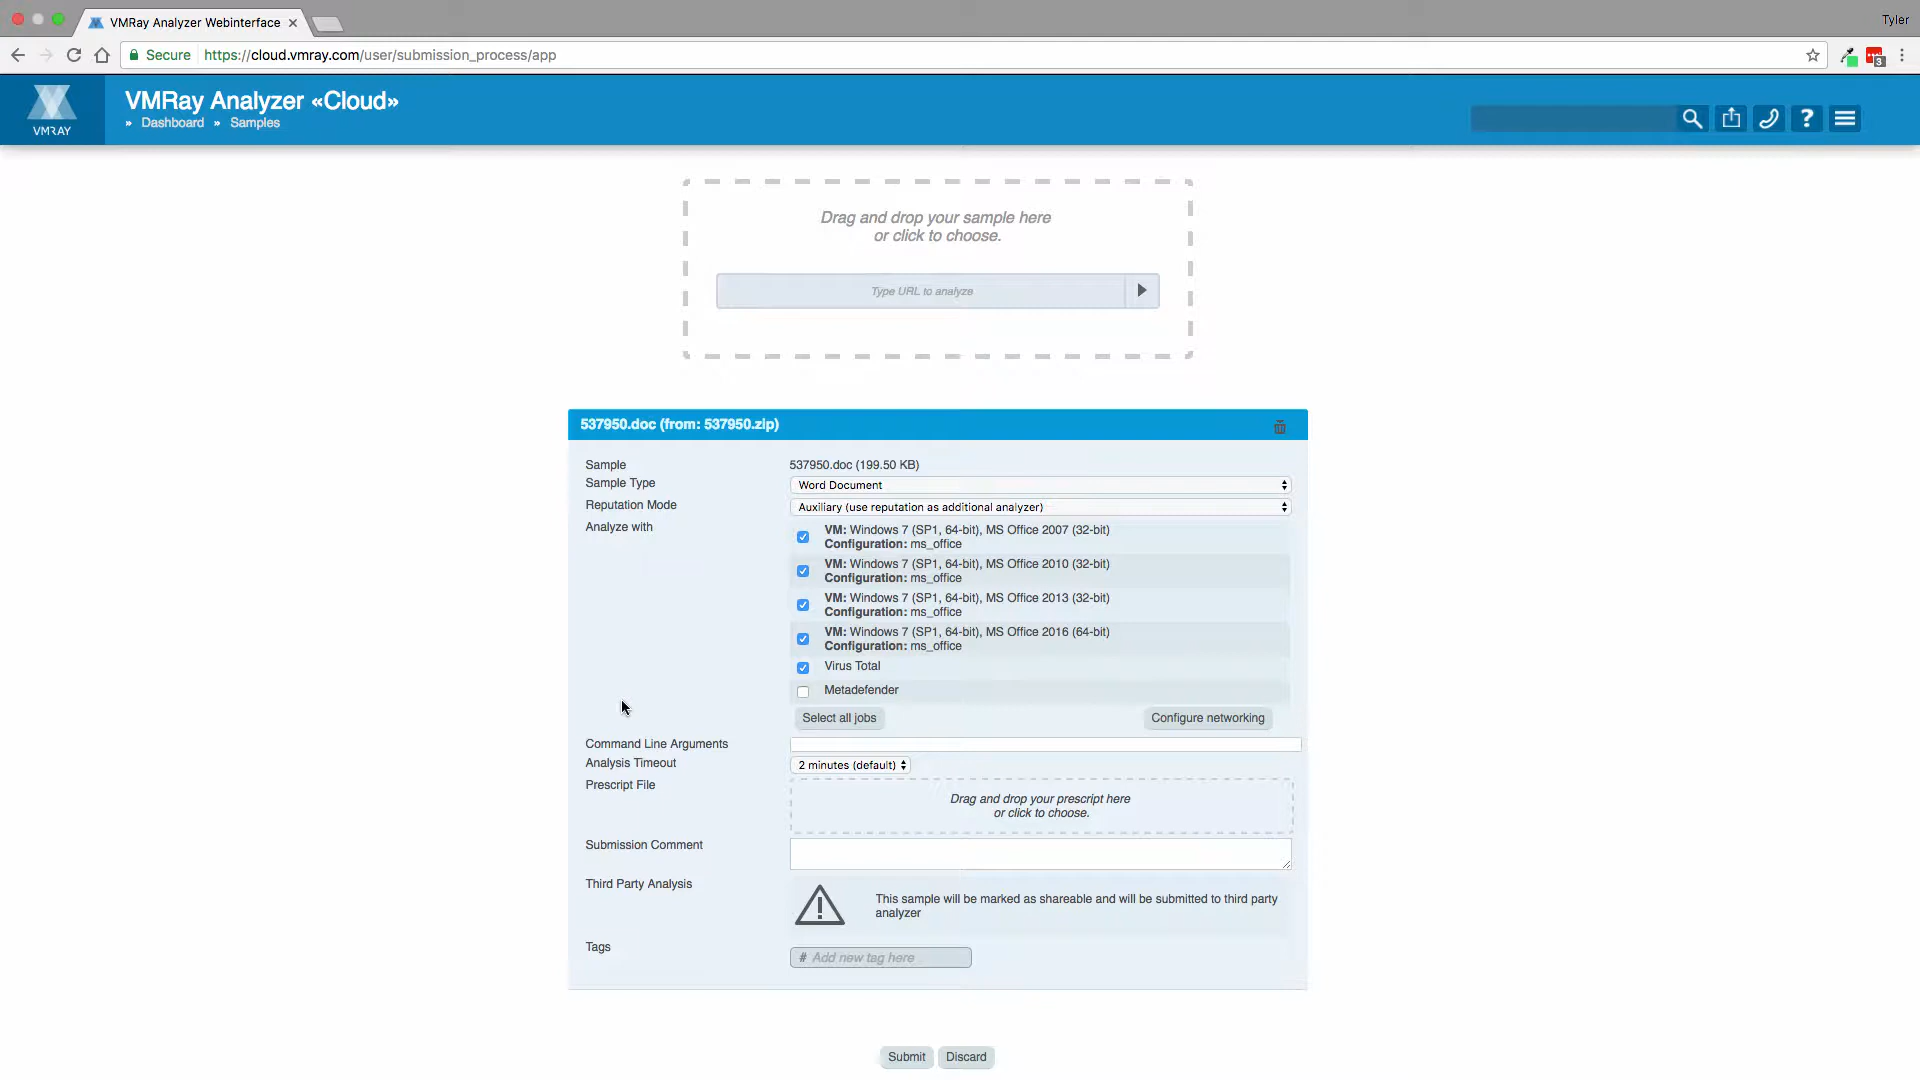 VMRay Analyzer Webinterface
Tyler
Secure
https://cloud.vmray.com/user/submission_process/app
3
VMRAY
VMRay Analyzer «Cloud»
» Dashboard » Samples
?
Drag and drop your sample here
or click to choose.
Type URL to analyze
537950.doc (from: 537950.zip)
Sample 537950.doc (199.50 KB)
Sample Type Word Document
Reputation Mode Auxiliary (use reputation as additional analyzer)
Analyze with
VM: Windows 7 (SP1, 64-bit), MS Office 2007 (32-bit)
Configuration: ms_office
VM: Windows 7 (SP1, 64-bit), MS Office 2010 (32-bit)
Configuration: ms_office
VM: Windows 7 (SP1, 64-bit), MS Office 2013 (32-bit)
Configuration: ms_office
VM: Windows 7 (SP1, 64-bit), MS Office 2016 (64-bit)
Configuration: ms_office
Virus Total
Metadefender
Select all jobs Configure networking
Command Line Arguments
Analysis Timeout 2 minutes (default)
Prescript File
Drag and drop your prescript here
or click to choose.
Submission Comment
Third Party Analysis
This sample will be marked as shareable and will be submitted to third party
analyzer
Tags
# Add new tag here
Submit Discard